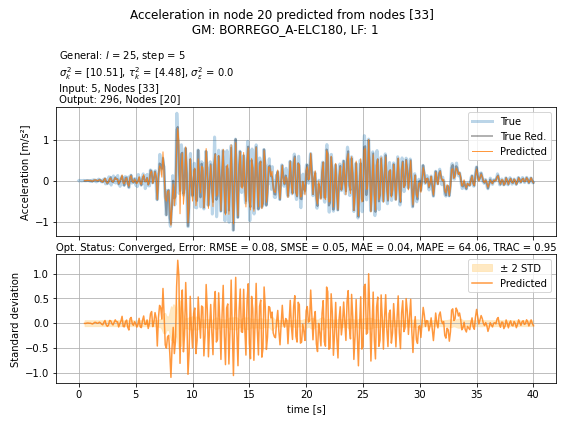 Acceleration in node 20 predicted from nodes [33]
GM: BORREGO_A-ELC180, LF: 1
General: l = 25, step = 5
σ²ₖ = [10.51], τ²ₖ = [4.48], σ²_ε = 0.0
Input: 5, Nodes [33]
Output: 296, Nodes [20]
Acceleration [m/s²]
1
0
−1
True
True Red.
Predicted
Opt. Status: Converged, Error: RMSE = 0.08, SMSE = 0.05, MAE = 0.04, MAPE = 64.06, TRAC = 0.95
Standard deviation
1.0
0.5
0.0
−0.5
−1.0
± 2 STD
Predicted
0 5 10 15 20 25 30 35 40
time [s]